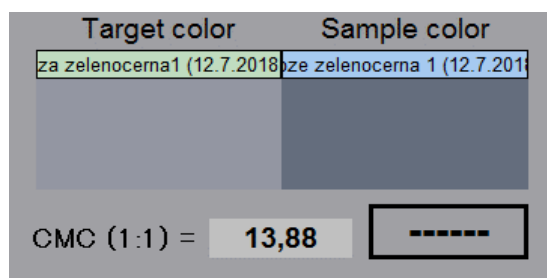 Target color Sample color
za zelenocerna1 (12.7.2018 ze zelenocerna 1 (12.7.201
CMC (1:1) = 13,88 ------